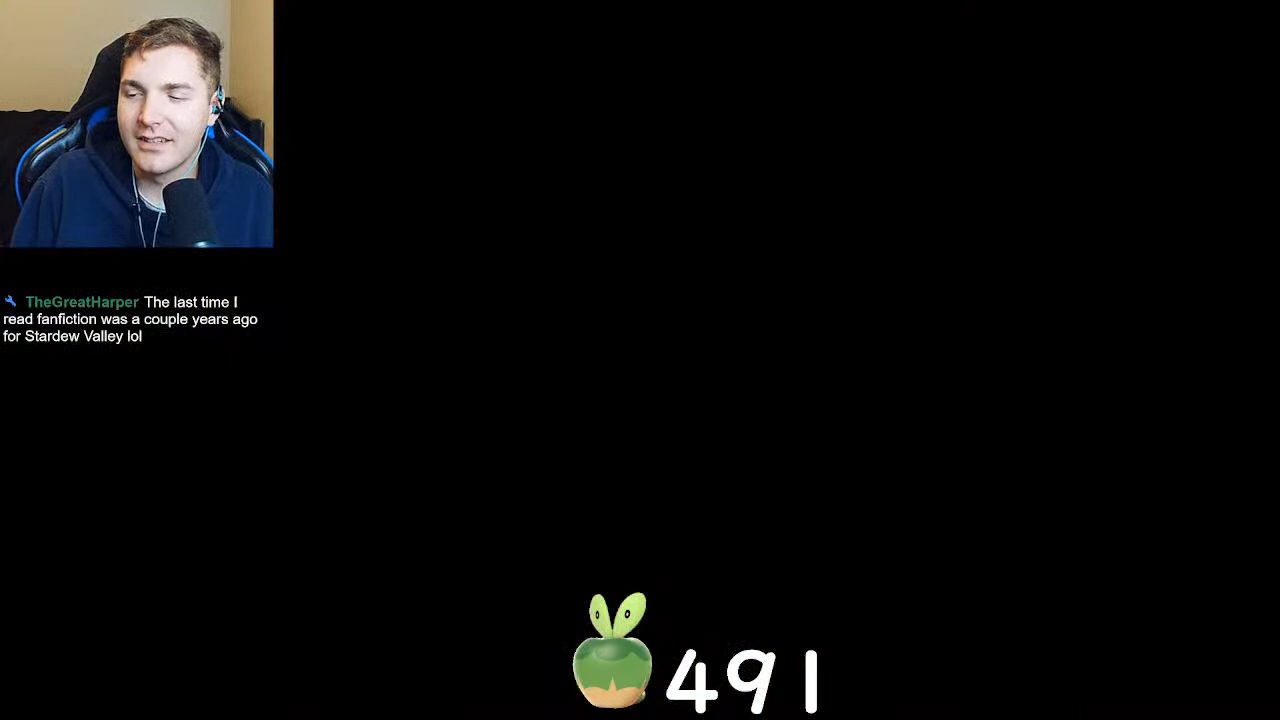 TheGreatHarper The last time I
read fanfiction was a couple years ago
for Stardew Valley lol
491